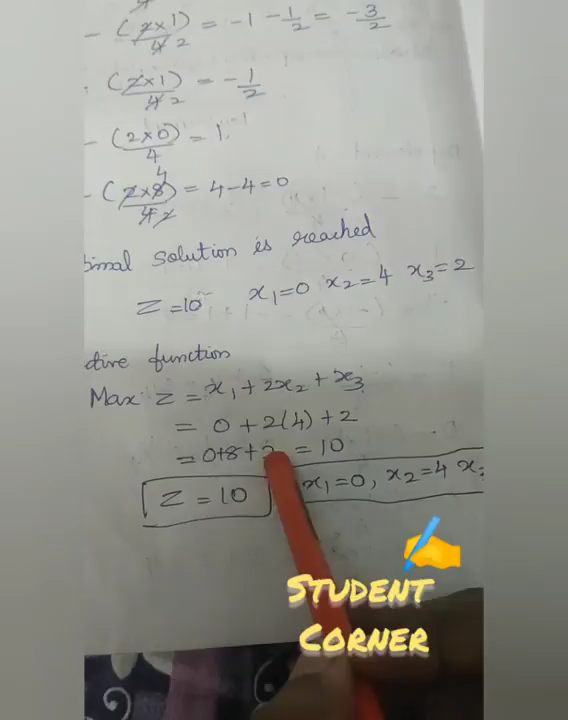 - (2×1)/4 2 = -1 - 1/2 = -3/2
(2×1)/4 2 = -1/2
- (2×0)/4 = 1
- (2×8)/4 2 4 = 4-4=0
imal solution is reached
Z=10 x₁=0 x₂=4 x₃=2
ctive function
Max Z = x₁+2x₂+x₃
= 0+2(4)+2
= 0+8+2 = 10
Z=10 x₁=0, x₂=4 x
STUDENT
CORNER